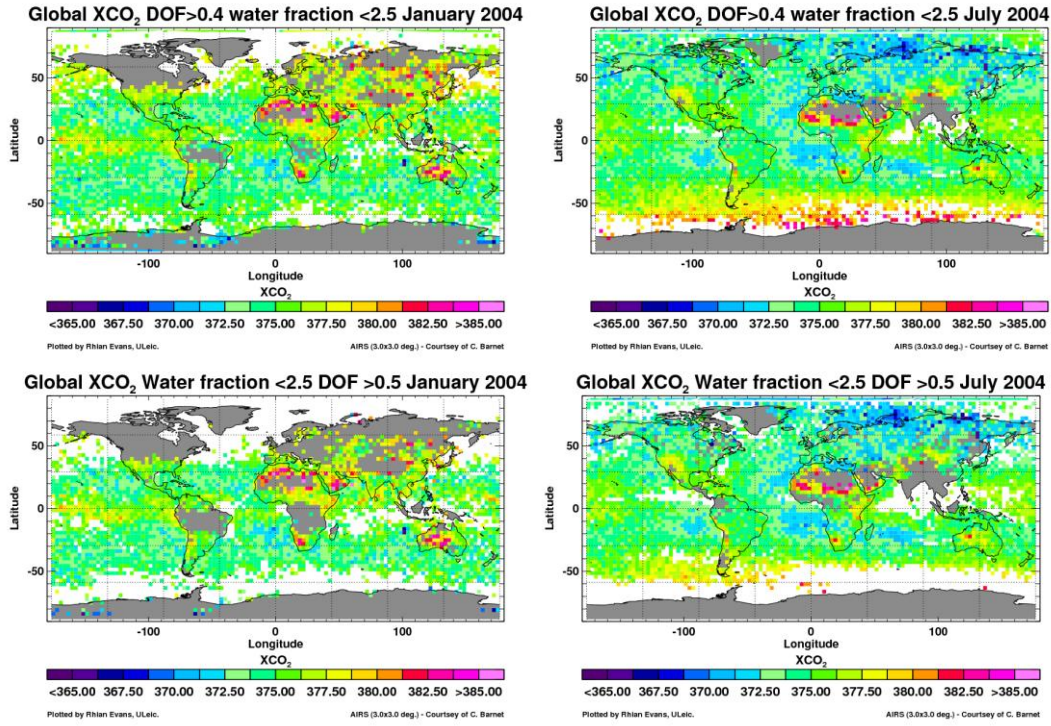 Global XCO2 DOF>0.4 water fraction <2.5 January 2004
Latitude
50
0
-50
-100 0 100
Longitude
XCO2
<365.00 367.50 370.00 372.50 375.00 377.50 380.00 382.50 >385.00
Plotted by Rhian Evans, ULeic. AIRS (3.0x3.0 deg.) - Courtsey of C. Barnet
Global XCO2 DOF>0.4 water fraction <2.5 July 2004
Latitude
50
0
-50
-100 0 100
Longitude
XCO2
<365.00 367.50 370.00 372.50 375.00 377.50 380.00 382.50 >385.00
Plotted by Rhian Evans, ULeic. AIRS (3.0x3.0 deg.) - Courtsey of C. Barnet
Global XCO2 Water fraction <2.5 DOF >0.5 January 2004
Latitude
50
0
-50
-100 0 100
Longitude
XCO2
<365.00 367.50 370.00 372.50 375.00 377.50 380.00 382.50 >385.00
Plotted by Rhian Evans, ULeic. AIRS (3.0x3.0 deg.) - Courtsey of C. Barnet
Global XCO2 Water fraction <2.5 DOF >0.5 July 2004
Latitude
50
0
-50
-100 0 100
Longitude
XCO2
<365.00 367.50 370.00 372.50 375.00 377.50 380.00 382.50 >385.00
Plotted by Rhian Evans, ULeic. AIRS (3.0x3.0 deg.) - Courtsey of C. Barnet